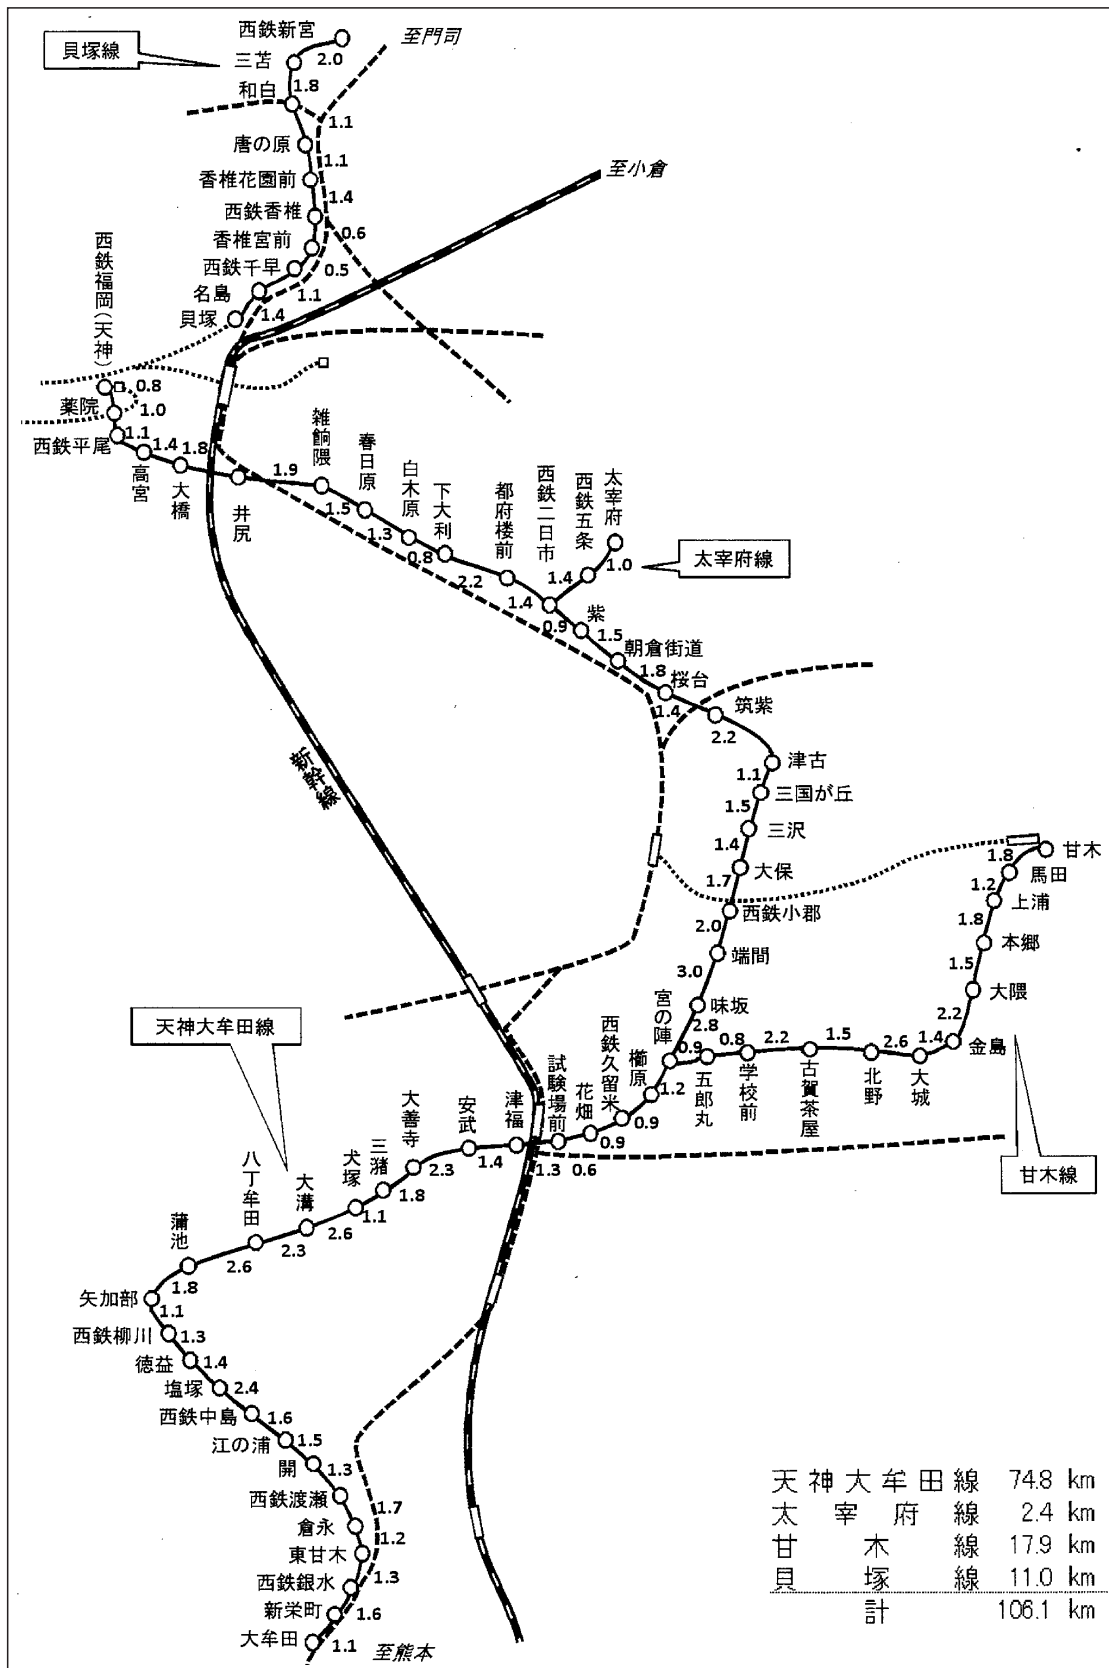 貝塚線
西鉄新宮
2.0
三苫
1.8
和白
1.1
唐の原
1.1
香椎花園前
1.4
西鉄香椎
0.6
香椎宮前
0.5
西鉄千早
1.1
名島
1.4
貝塚
至門司
至小倉
西鉄福岡(天神)
0.8
薬院
1.0
西鉄平尾
1.1
高宮
1.4
大橋
1.8
井尻
1.9
雑餉隈
1.5
春日原
1.3
白木原
0.8
下大利
2.2
都府楼前
1.4
西鉄二日市
1.4
西鉄五条
1.0
太宰府
太宰府線
0.9
紫
1.5
朝倉街道
1.8
桜台
1.4
筑紫
2.2
津古
1.1
三国が丘
1.5
三沢
1.4
大保
1.7
西鉄小郡
2.0
端間
3.0
味坂
2.8
宮の陣
新幹線
甘木
1.8
馬田
1.2
上浦
1.8
本郷
1.5
大隈
2.2
金島
1.4
大城
2.6
北野
1.5
古賀茶屋
2.2
学校前
0.8
五郎丸
0.9
甘木線
1.2
櫛原
0.9
西鉄久留米
0.9
花畑
0.6
試験場前
1.3
津福
1.4
安武
2.3
大善寺
1.8
三潴
1.1
犬塚
2.6
大溝
2.3
八丁牟田
2.6
蒲池
1.8
矢加部
1.1
西鉄柳川
1.3
徳益
1.4
塩塚
2.4
西鉄中島
1.6
江の浦
1.5
開
1.3
西鉄渡瀬
1.7
倉永
1.2
東甘木
1.3
西鉄銀水
1.6
新栄町
1.1
大牟田
至熊本
天神大牟田線
天神大牟田線 74.8 km
太宰府線 2.4 km
甘木線 17.9 km
貝塚線 11.0 km
計 106.1 km